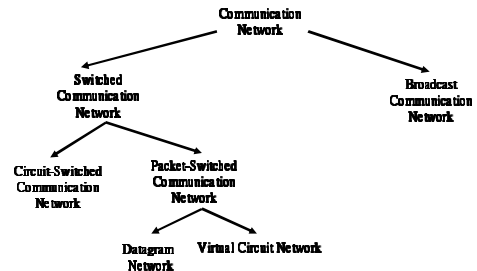 Communication
Network
Switched
Communication
Network
Broadcast
Communication
Network
Circuit-Switched
Communication
Network
Packet-Switched
Communication
Network
Datagram
Network
Virtual Circuit Network